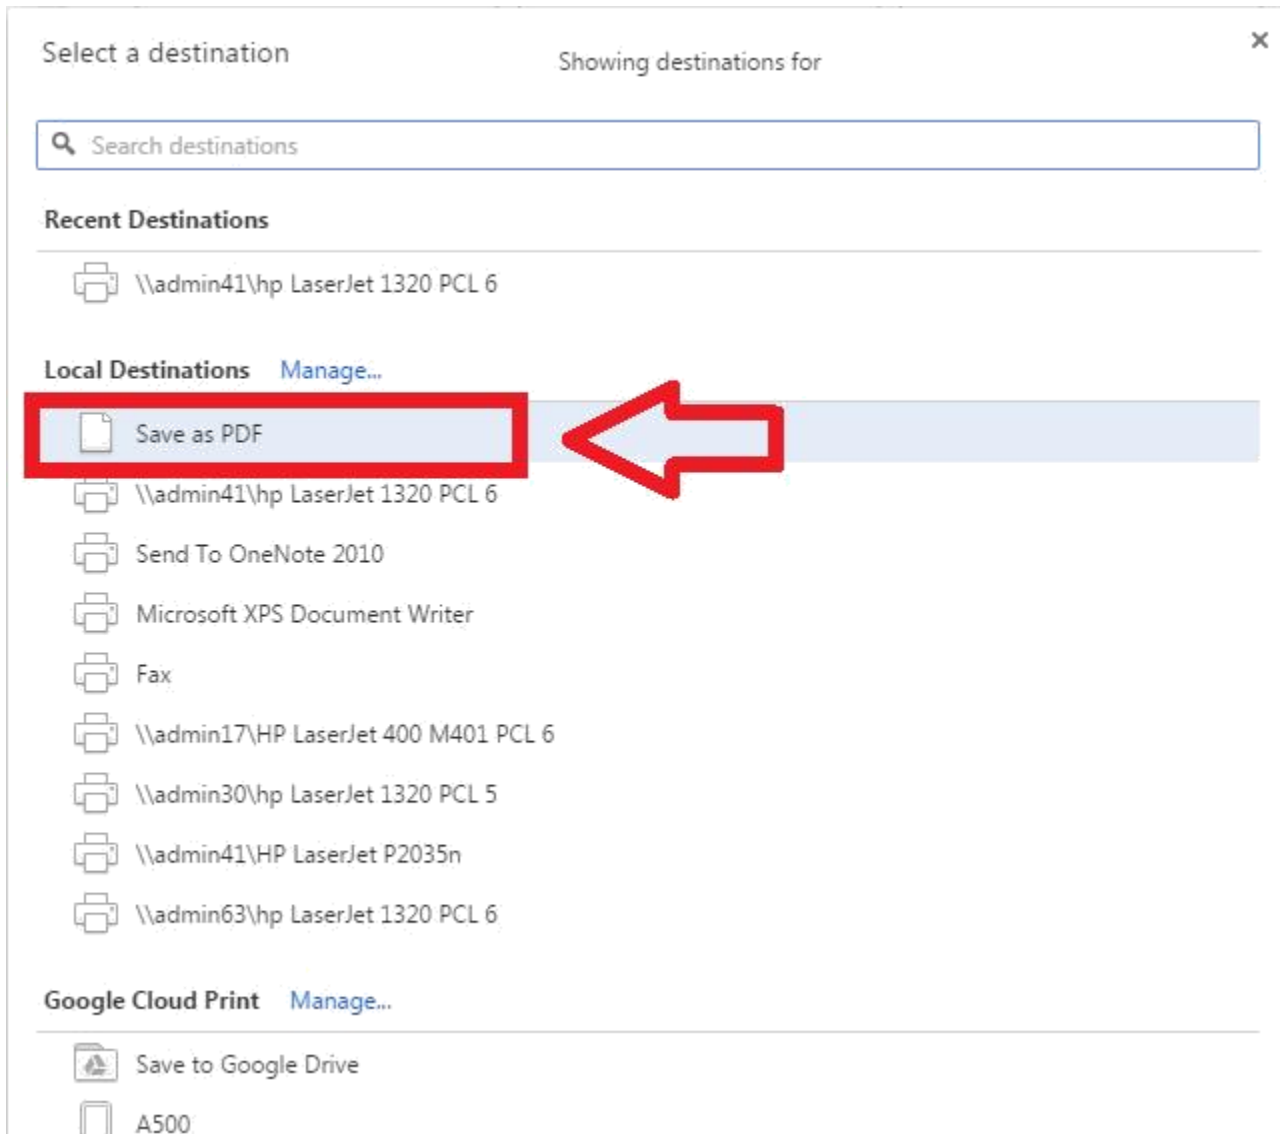 Select a destination
Showing destinations for
Search destinations
Recent Destinations
\\admin41\hp LaserJet 1320 PCL 6
Local Destinations Manage...
Save as PDF
\\admin41\hp LaserJet 1320 PCL 6
Send To OneNote 2010
Microsoft XPS Document Writer
Fax
\\admin17\HP LaserJet 400 M401 PCL 6
\\admin30\hp LaserJet 1320 PCL 5
\\admin41\HP LaserJet P2035n
\\admin63\hp LaserJet 1320 PCL 6
Google Cloud Print Manage...
Save to Google Drive
A500